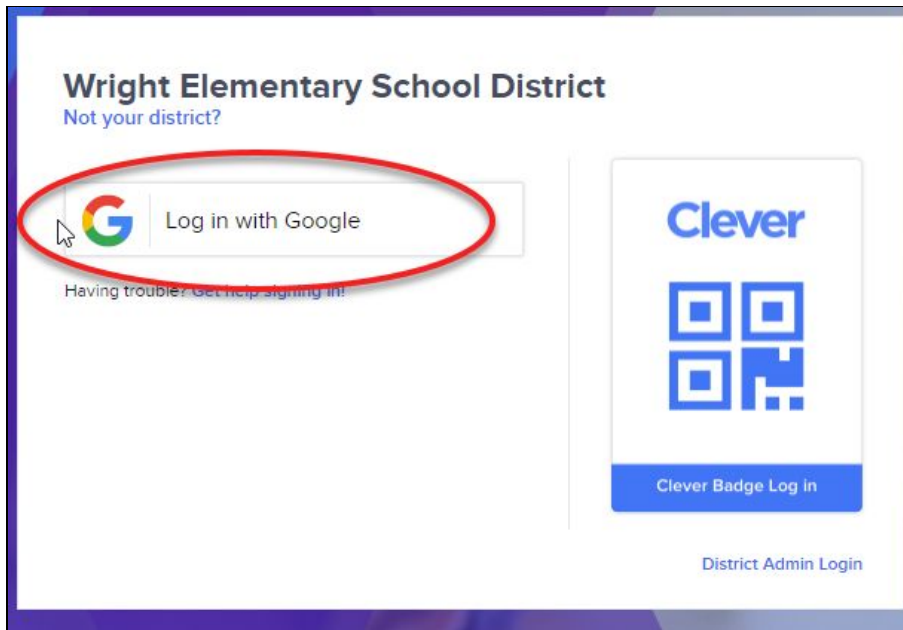 Wright Elementary School District
Not your district?
Log in with Google
Having trouble? Get help signing in!
Clever
Clever Badge Log in
District Admin Login